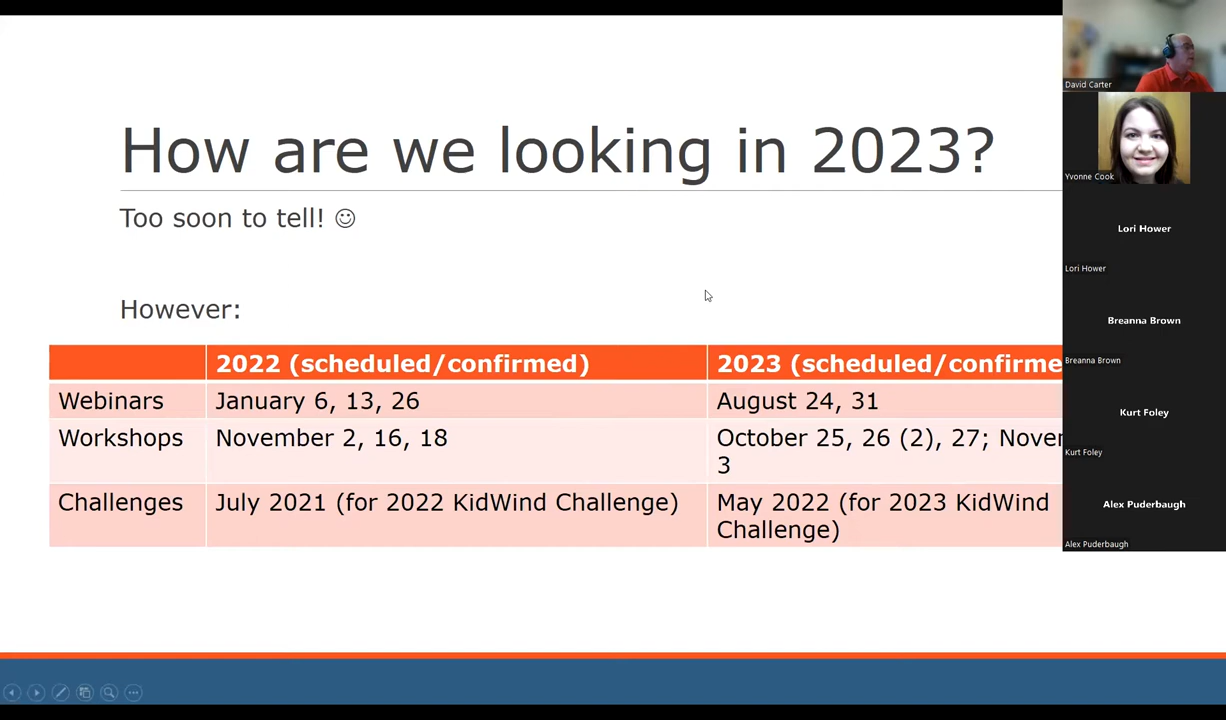 How are we looking in 2023?
Too soon to tell! ☺
However:
2022 (scheduled/confirmed)
2023 (scheduled/confirme
Webinars
January 6, 13, 26
August 24, 31
Workshops
November 2, 16, 18
October 25, 26 (2), 27; Nover
3
Challenges
July 2021 (for 2022 KidWind Challenge)
May 2022 (for 2023 KidWind
Challenge)
David Carter
Yvonne Cook
Lori Hower
Lori Hower
Breanna Brown
Breanna Brown
Kurt Foley
Kurt Foley
Alex Puderbaugh
Alex Puderbaugh